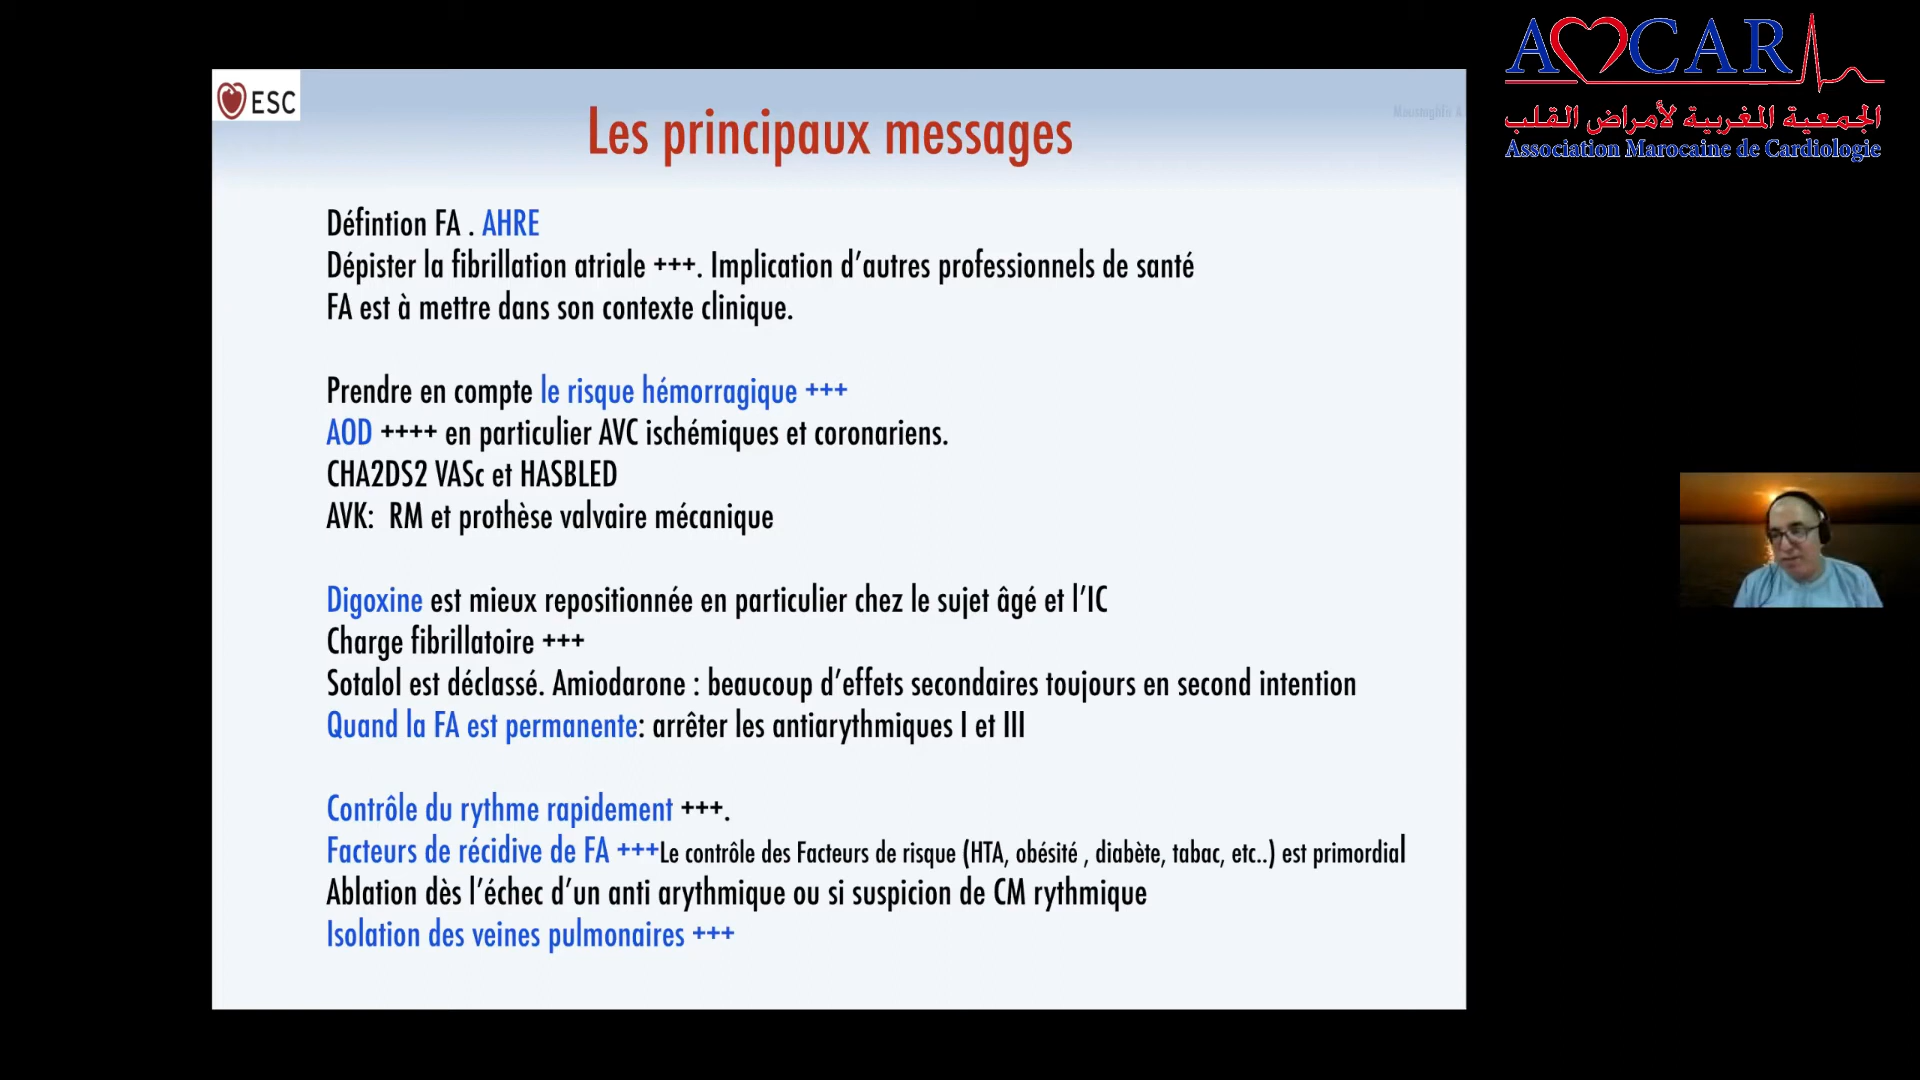 ESC
Les principaux messages
Moustaghfir A
Défintion FA . AHRE
Dépister la fibrillation atriale +++. Implication d’autres professionnels de santé
FA est à mettre dans son contexte clinique.
Prendre en compte le risque hémorragique +++
AOD ++++ en particulier AVC ischémiques et coronariens.
CHA2DS2 VASc et HASBLED
AVK: RM et prothèse valvaire mécanique
Digoxine est mieux repositionnée en particulier chez le sujet âgé et l’IC
Charge fibrillatoire +++
Sotalol est déclassé. Amiodarone : beaucoup d’effets secondaires toujours en second intention
Quand la FA est permanente: arrêter les antiarythmiques I et III
Contrôle du rythme rapidement +++.
Facteurs de récidive de FA +++Le contrôle des Facteurs de risque (HTA, obésité , diabète, tabac, etc..) est primordial
Ablation dès l’échec d’un anti arythmique ou si suspicion de CM rythmique
Isolation des veines pulmonaires +++
AMCAR
الجمعية المغربية لأمراض القلب
Association Marocaine de Cardiologie